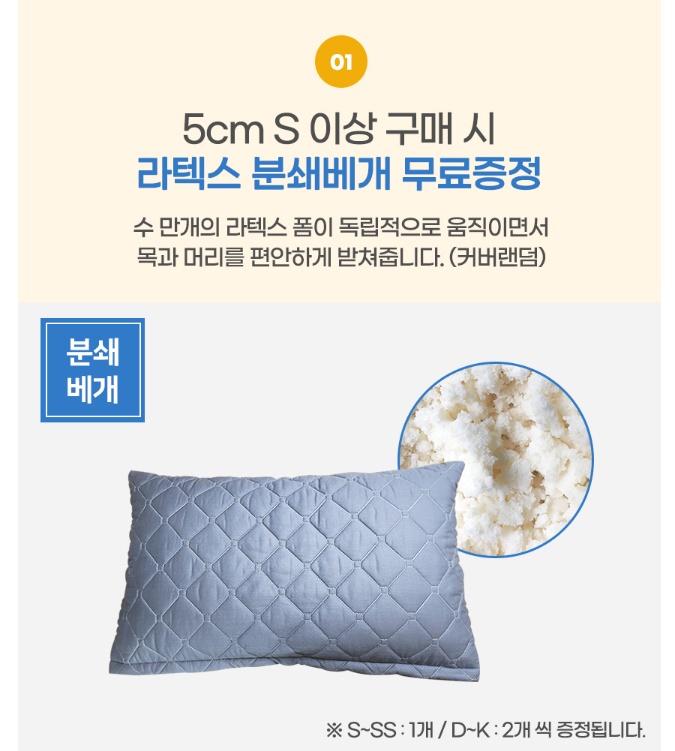 01
5cm S 이상 구매 시
라텍스 분쇄베개 무료증정
수 만개의 라텍스 폼이 독립적으로 움직이면서
목과 머리를 편안하게 받쳐줍니다. (커버랜덤)
분쇄
베개
※ S~SS : 1개 / D~K : 2개 씩 증정됩니다.